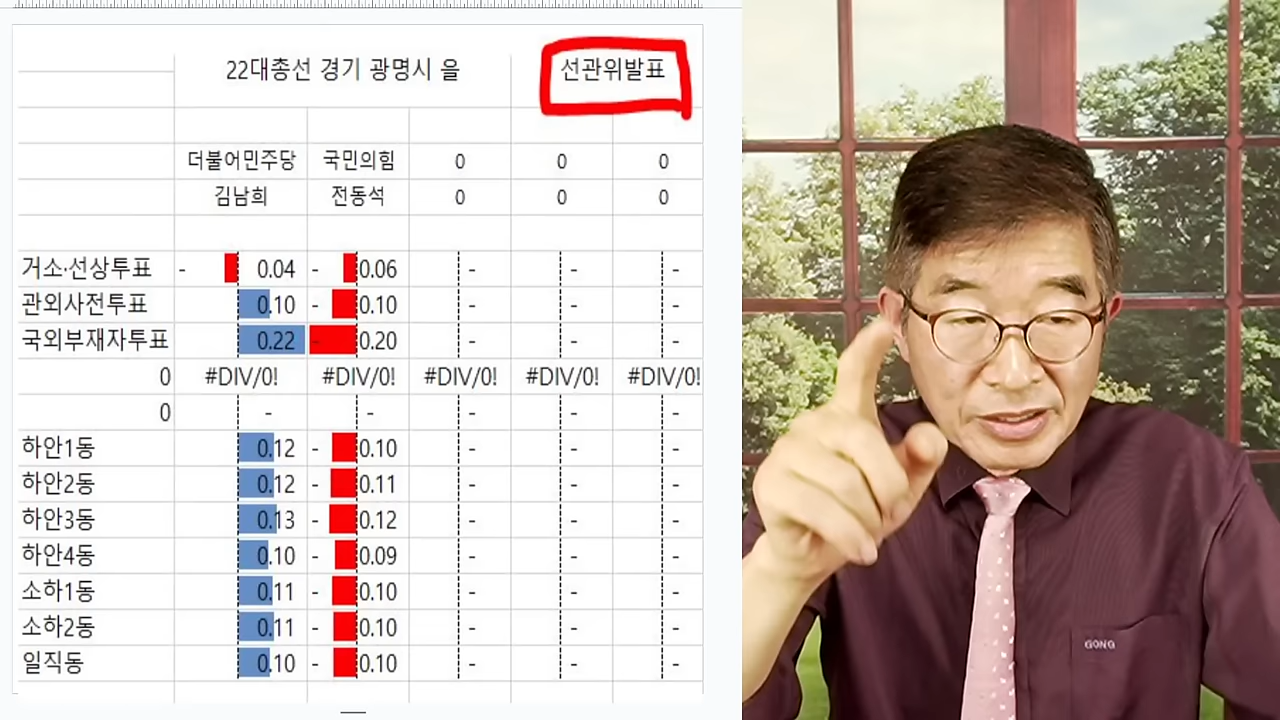 22대총선 경기 광명시 을 선관위발표
더불어민주당 국민의힘 0 0 0
김남희 전동석 0 0 0
거소·선상투표 - 0.04 - 0.06 - - -
관외사전투표 0.10 - 0.10 - - -
국외부재자투표 0.22 - 0.20 - - -
0 #DIV/0! #DIV/0! #DIV/0! #DIV/0! #DIV/0!
0 - - - - -
하안1동 0.12 - 0.10 - - -
하안2동 0.12 - 0.11 - - -
하안3동 0.13 - 0.12 - - -
하안4동 0.10 - 0.09 - - -
소하1동 0.11 - 0.10 - - -
소하2동 0.11 - 0.10 - - -
일직동 0.10 - 0.10 - - -
GONG